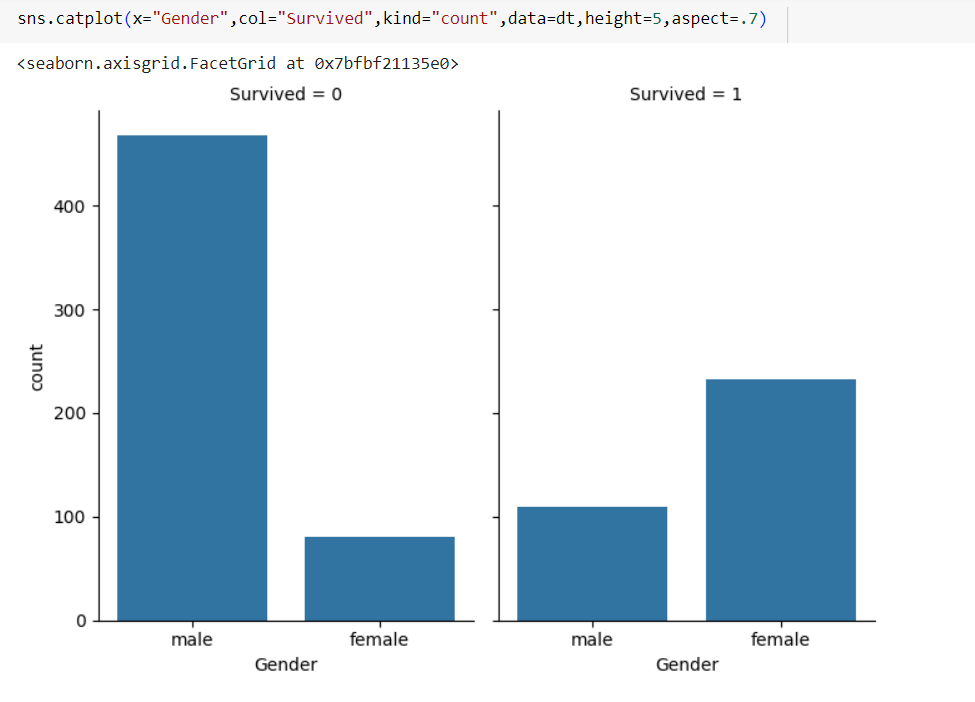 sns.catplot(x="Gender",col="Survived",kind="count",data=dt,height=5,aspect=.7)
<seaborn.axisgrid.FacetGrid at 0x7bfbf21135e0>
Survived = 0
Survived = 1
400
300
200
100
0
count
male
female
male
female
Gender
Gender